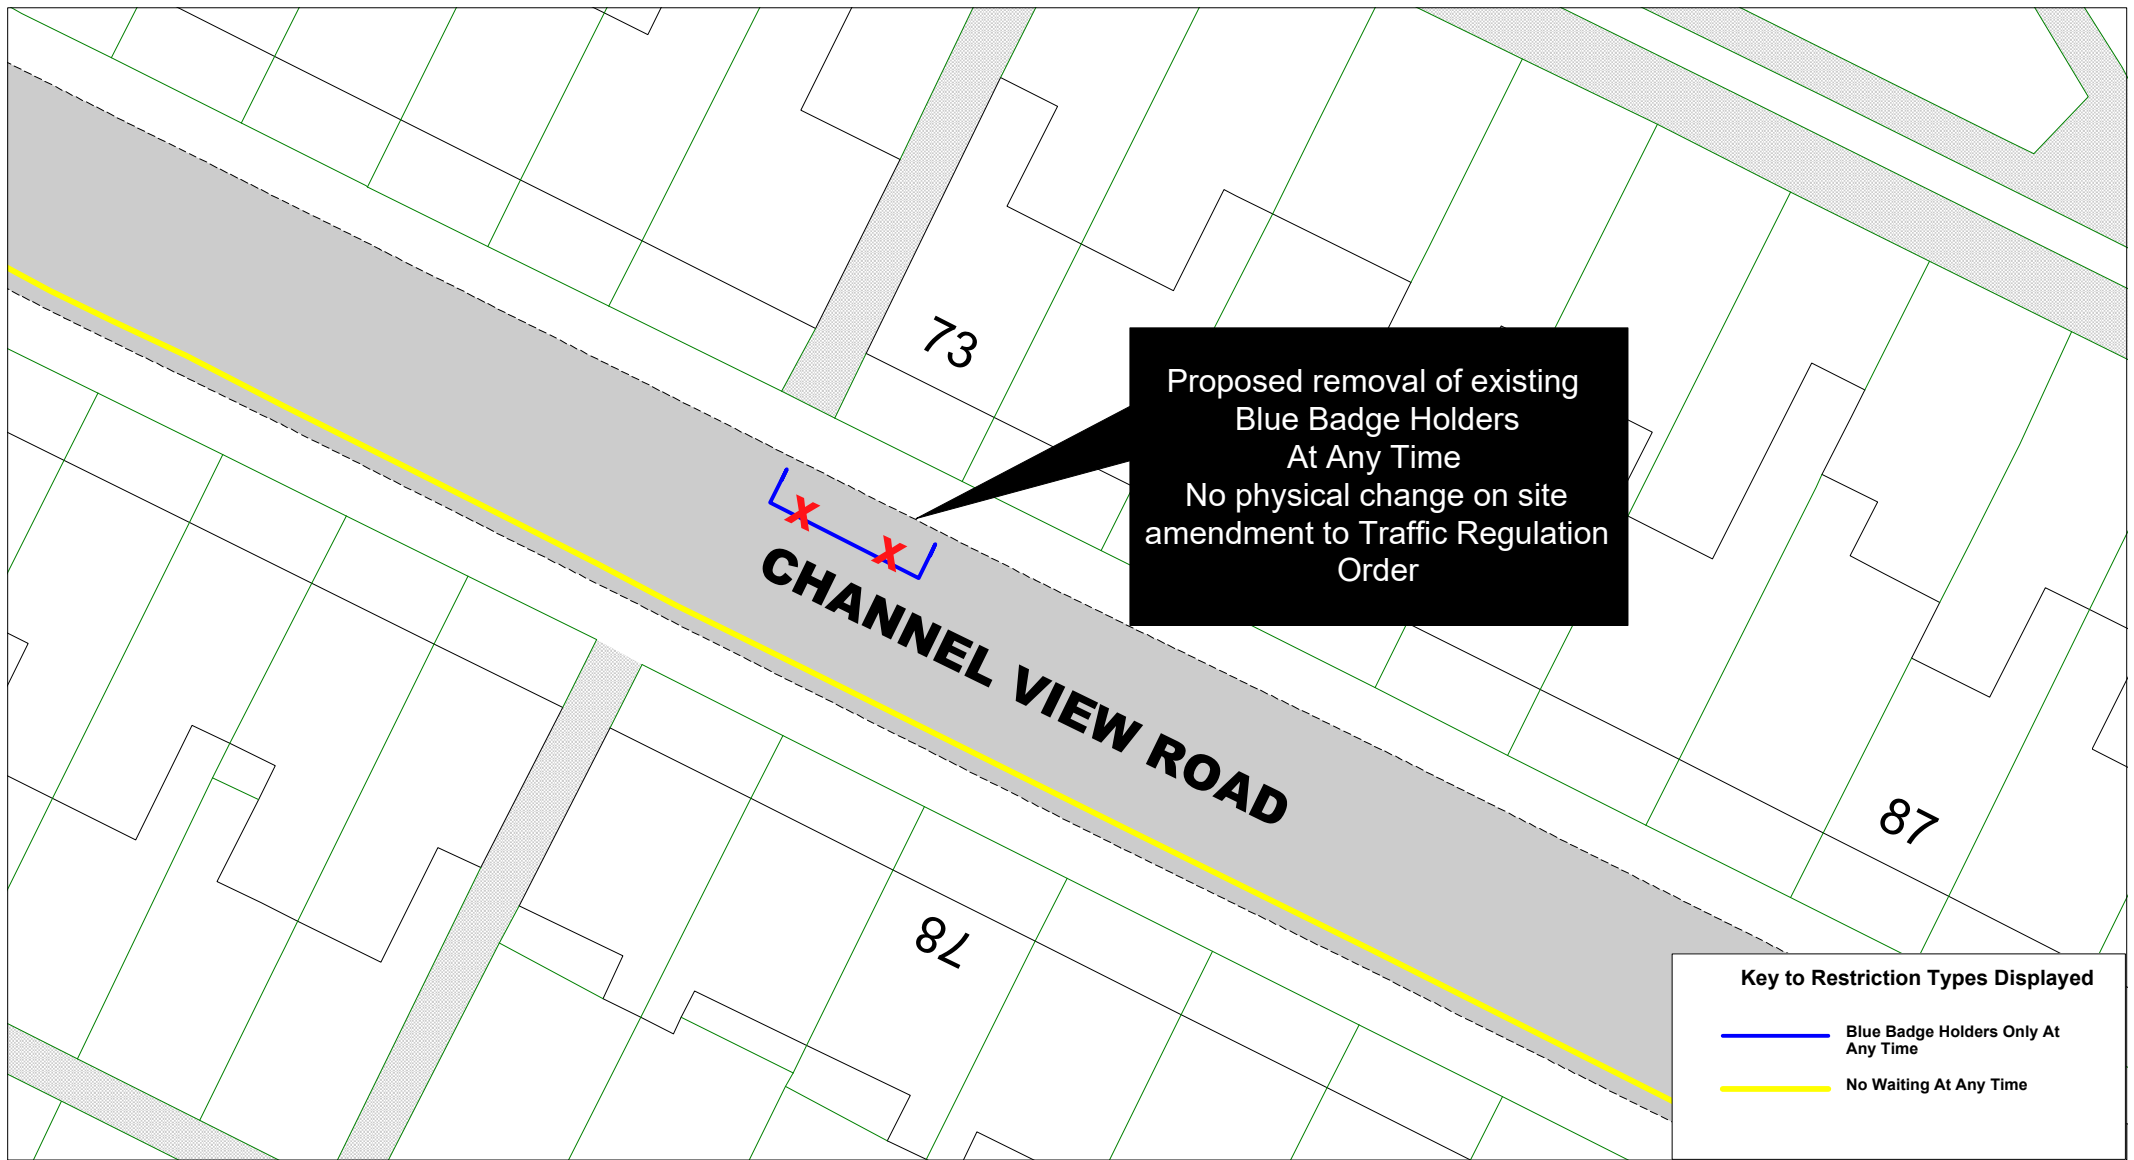 73
Proposed removal of existing
Blue Badge Holders
At Any Time
No physical change on site
amendment to Traffic Regulation
Order
X
X
CHANNEL VIEW ROAD
87
78
Key to Restriction Types Displayed
Blue Badge Holders Only At
Any Time
No Waiting At Any Time